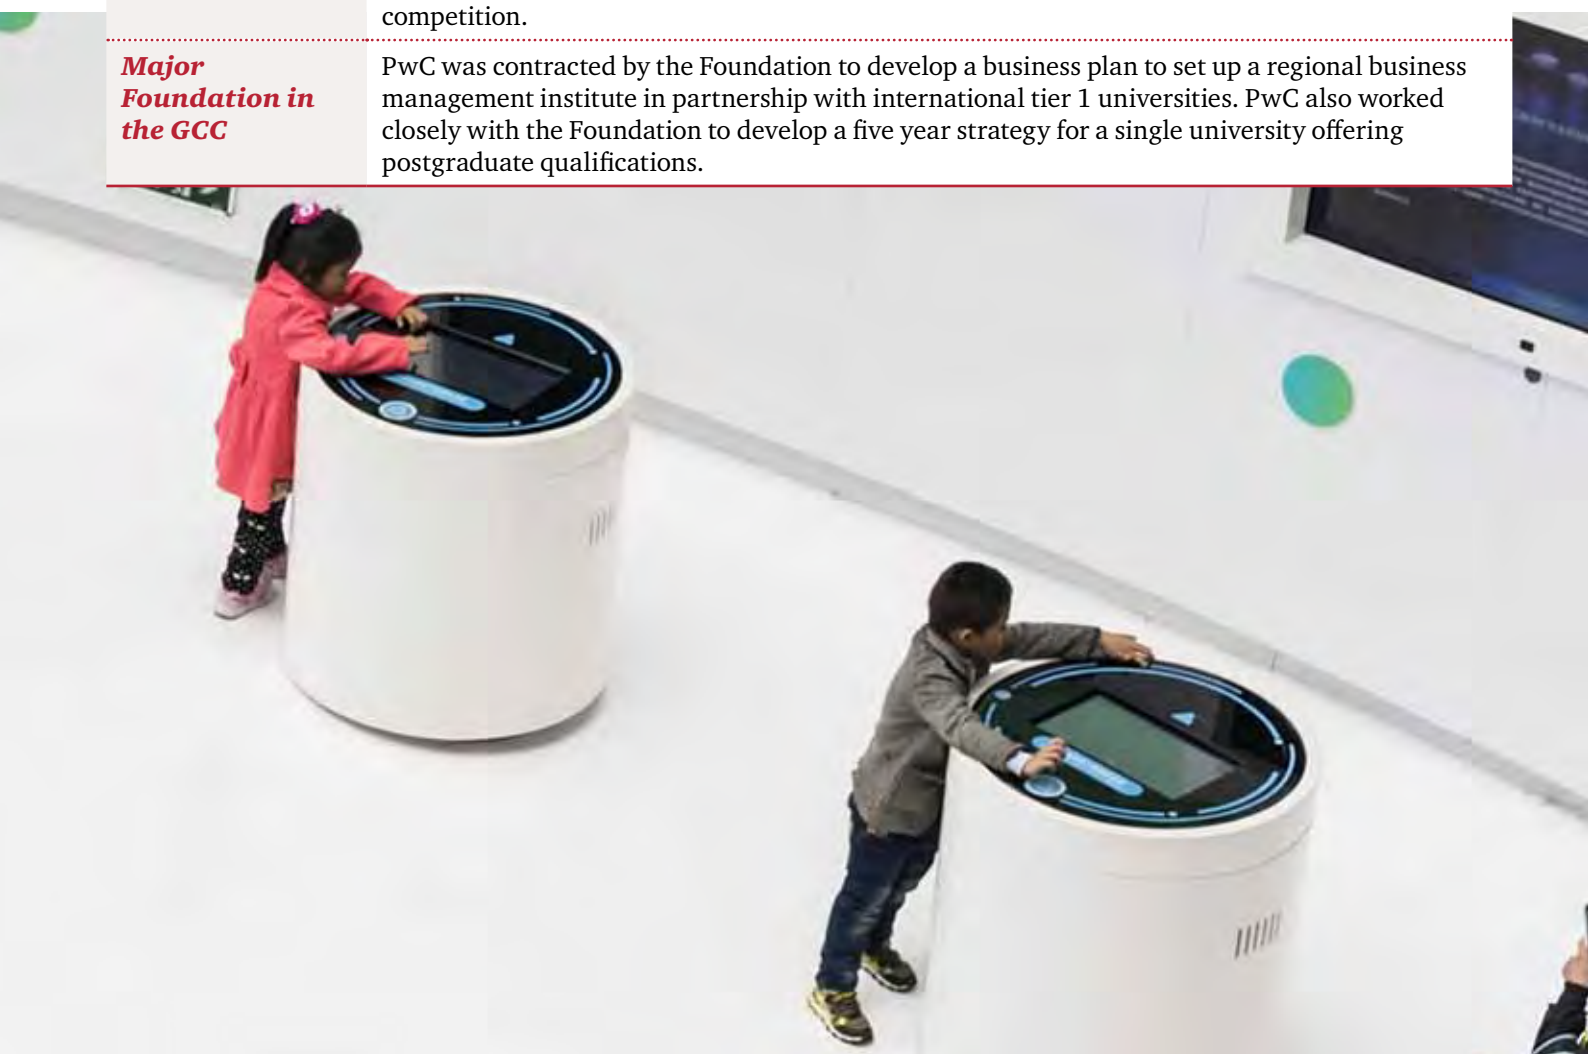 competition.
Major
Foundation in
the GCC
PwC was contracted by the Foundation to develop a business plan to set up a regional business
management institute in partnership with international tier 1 universities. PwC also worked
closely with the Foundation to develop a five year strategy for a single university offering
postgraduate qualifications.